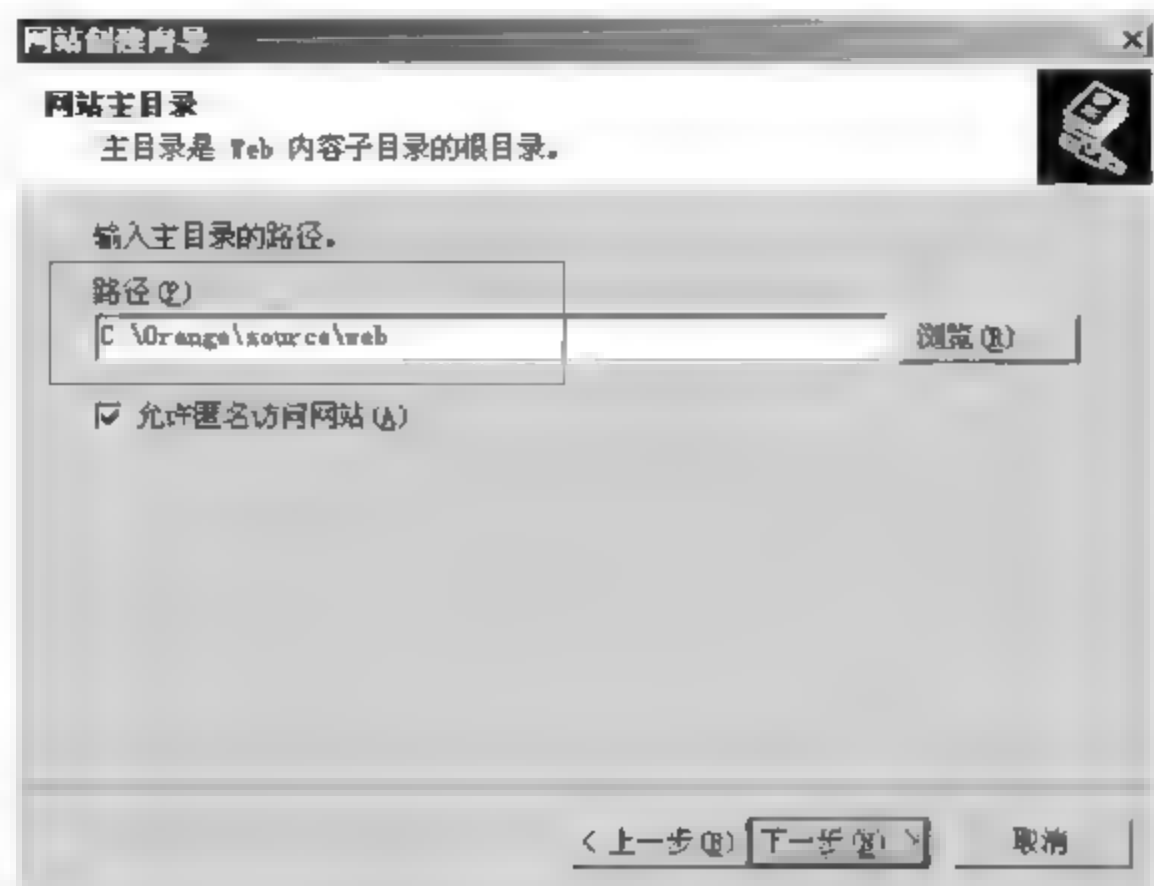 网站创建向导
网站主目录
主目录是 Web 内容子目录的根目录。
输入主目录的路径。
路径(P)
C \Orange\source\web
浏览(R)
允许匿名访问网站(A)
< 上一步(B) 下一步(N) > 取消